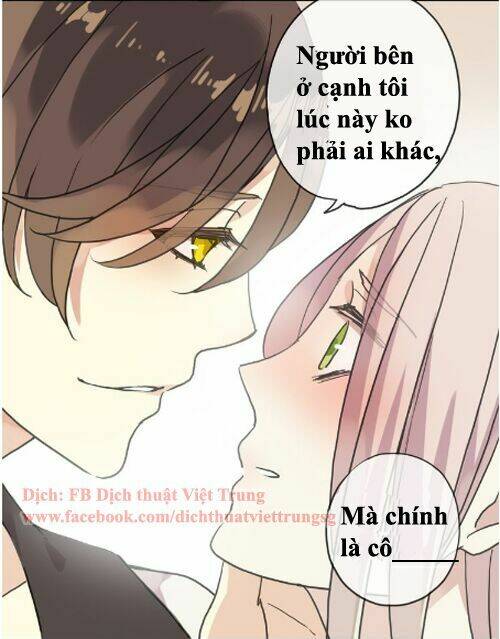 Người bên
ở cạnh tôi
lúc này ko
phải ai khác,
Dịch: FB Dịch thuật Việt Trung
www.facebook.com/dichthuatviettrungsg
Mà chính
là cô_____